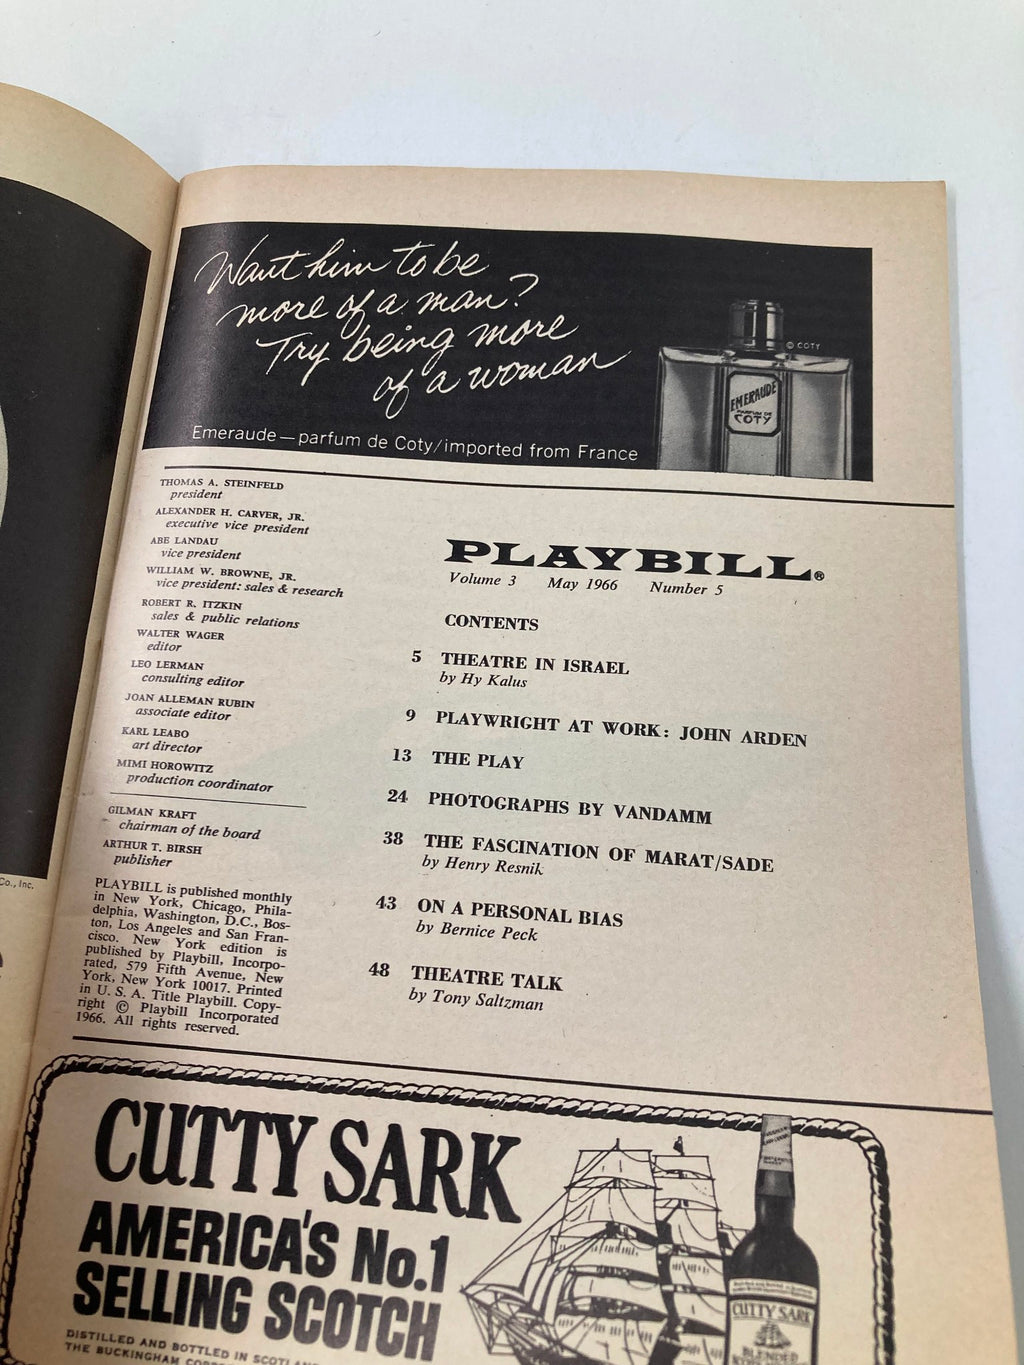 Want him to be
more of a man?
Try being more
of a woman
© COTY
EMERAUDE
PARFUM DE
COTY
Emeraude—parfum de Coty/imported from France
THOMAS A. STEINFELD
president
ALEXANDER H. CARVER, JR.
executive vice president
ABE LANDAU
vice president
WILLIAM W. BROWNE, JR.
vice president: sales & research
ROBERT R. ITZKIN
sales & public relations
WALTER WAGER
editor
LEO LERMAN
consulting editor
JOAN ALLEMAN RUBIN
associate editor
KARL LEABO
art director
MIMI HOROWITZ
production coordinator
GILMAN KRAFT
chairman of the board
ARTHUR T. BIRSH
publisher
PLAYBILL is published monthly
in New York, Chicago, Phila-
delphia, Washington, D.C., Bos-
ton, Los Angeles and San Fran-
cisco. New York edition is
published by Playbill, Incorpo-
rated, 579 Fifth Avenue, New
York, New York 10017. Printed
in U. S. A. Title Playbill. Copy-
right © Playbill Incorporated
1966. All rights reserved.
PLAYBILL®
Volume 3 May 1966 Number 5
CONTENTS
5 THEATRE IN ISRAEL
by Hy Kalus
9 PLAYWRIGHT AT WORK: JOHN ARDEN
13 THE PLAY
24 PHOTOGRAPHS BY VANDAMM
38 THE FASCINATION OF MARAT/SADE
by Henry Resnik
43 ON A PERSONAL BIAS
by Bernice Peck
48 THEATRE TALK
by Tony Saltzman
Co., Inc.
CUTTY SARK
AMERICA'S No.1
SELLING SCOTCH
DISTILLED AND BOTTLED IN
THE BUCKINGHAM
CUTTY SARK
BLENDED